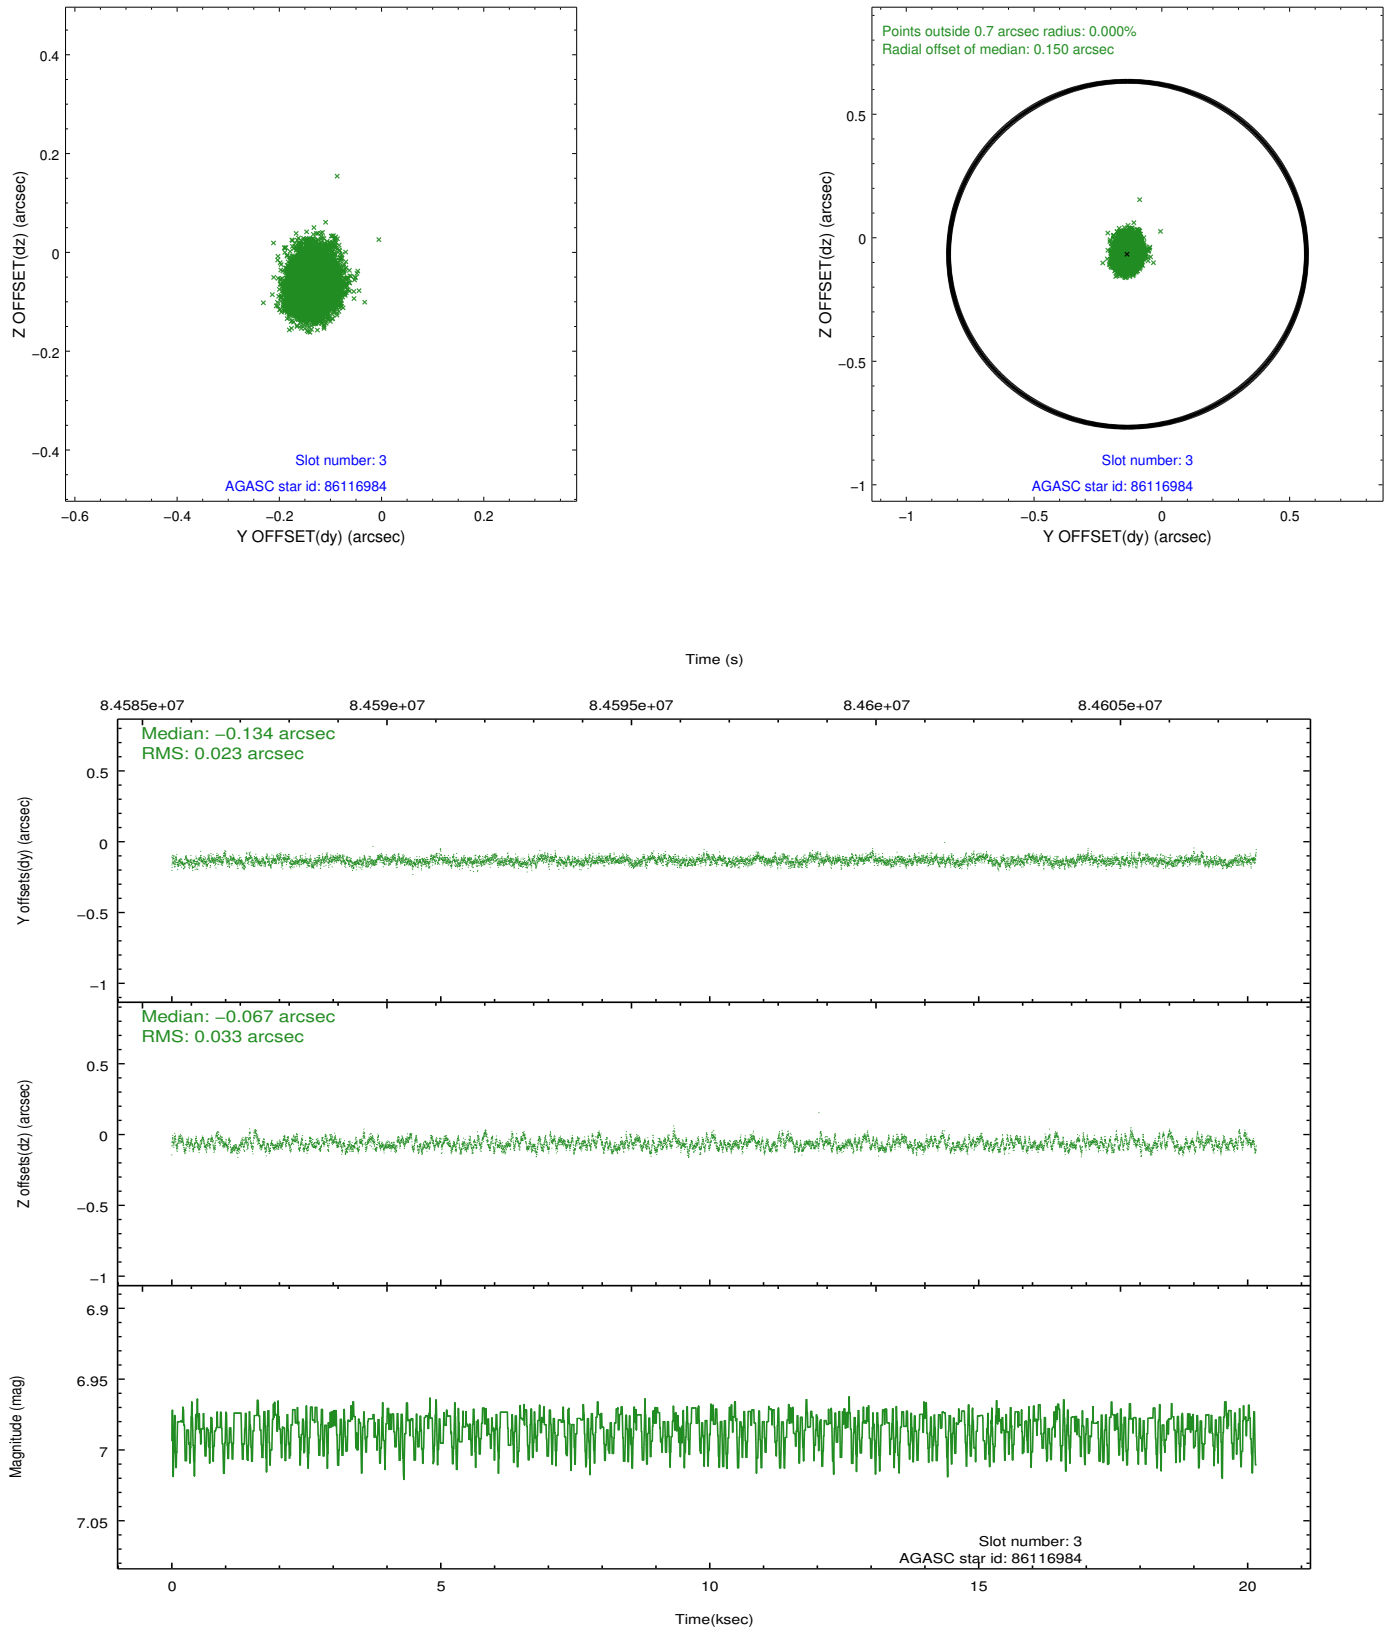 0.4
0.2
0
−0.2
−0.4
Z OFFSET(dz) (arcsec)
Slot number: 3
AGASC star id: 86116984
−0.6 −0.4 −0.2 0 0.2
Y OFFSET(dy) (arcsec)
Points outside 0.7 arcsec radius: 0.000%
Radial offset of median: 0.150 arcsec
0.5
0
−0.5
−1
Z OFFSET(dz) (arcsec)
Slot number: 3
AGASC star id: 86116984
−1 −0.5 0 0.5
Y OFFSET(dy) (arcsec)
Time (s)
8.4585e+07 8.459e+07 8.4595e+07 8.46e+07 8.4605e+07
Median: −0.134 arcsec
RMS: 0.023 arcsec
0.5
0
−0.5
−1
Y offsets(dy) (arcsec)
Median: −0.067 arcsec
RMS: 0.033 arcsec
0.5
0
−0.5
−1
Z offsets(dz) (arcsec)
6.9
6.95
7
7.05
Magnitude (mag)
Slot number: 3
AGASC star id: 86116984
0 5 10 15 20
Time(ksec)